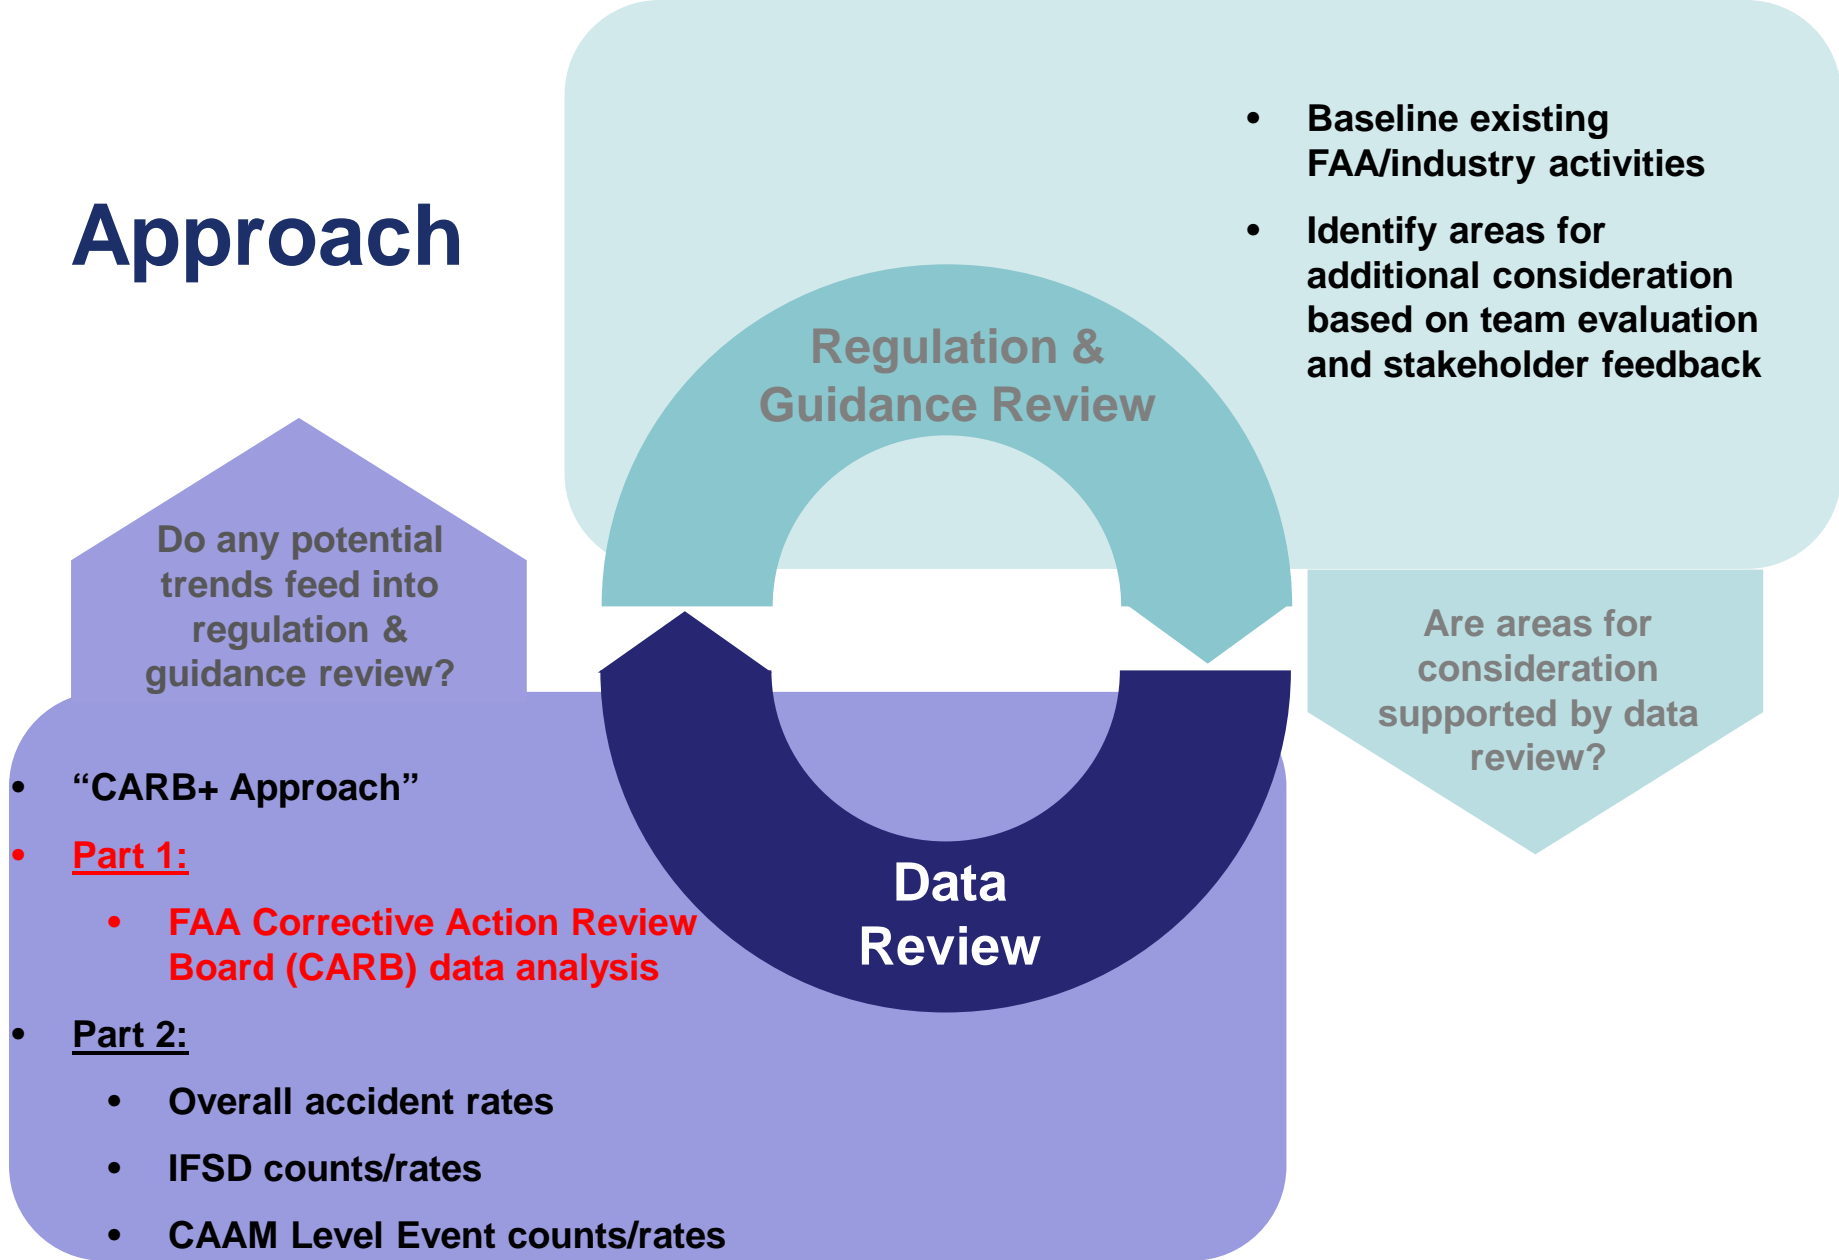 Approach
• Baseline existing
FAA/industry activities
• Identify areas for
additional consideration
based on team evaluation
and stakeholder feedback
Regulation &
Guidance Review
Do any potential
trends feed into
regulation &
guidance review?
Are areas for
consideration
supported by data
review?
• “CARB+ Approach”
• Part 1:
• FAA Corrective Action Review
Board (CARB) data analysis
• Part 2:
• Overall accident rates
• IFSD counts/rates
• CAAM Level Event counts/rates
Data
Review